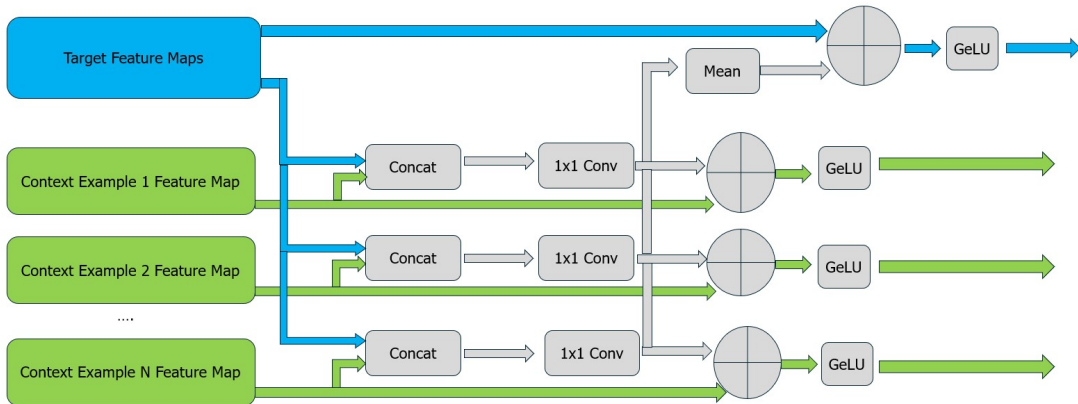 Target Feature Maps
Mean
GeLU
Context Example 1 Feature Map
Concat
1x1 Conv
GeLU
Context Example 2 Feature Map
Concat
1x1 Conv
GeLU
....
Context Example N Feature Map
Concat
1x1 Conv
GeLU